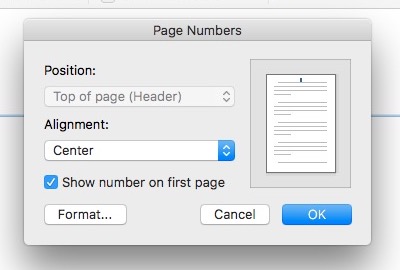 Page Numbers
Position:
Top of page (Header)
Alignment:
Center
Show number on first page
Format...
Cancel
OK